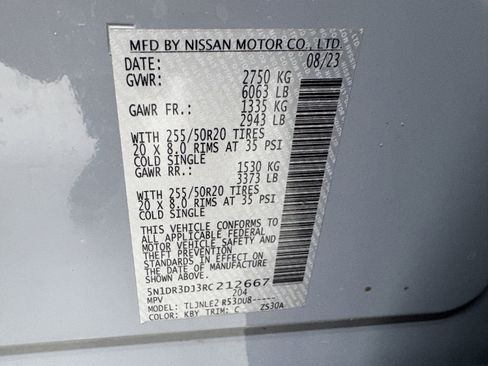 MFD BY NISSAN MOTOR CO., LTD.
DATE: 08/23
GVWR: 2750 KG
6063 LB
GAWR FR.: 1335 KG
2943 LB
WITH 255/50R20 TIRES
20 X 8.0 RIMS AT 35 PSI
COLD SINGLE
GAWR RR.: 1530 KG
3373 LB
WITH 255/50R20 TIRES
20 X 8.0 RIMS AT 35 PSI
COLD SINGLE
THIS VEHICLE CONFORMS TO
ALL APPLICABLE FEDERAL
MOTOR VEHICLE SAFETY AND
THEFT PREVENTION
STANDARDS IN EFFECT ON
THE DATE OF MANUFACTURE
SHOWN ABOVE.
5N1DR3DJ3RC212667
MPV 204
MODEL: TLJNLE2 R53DU8-----
COLOR: KBY TRIM: C ZS30A